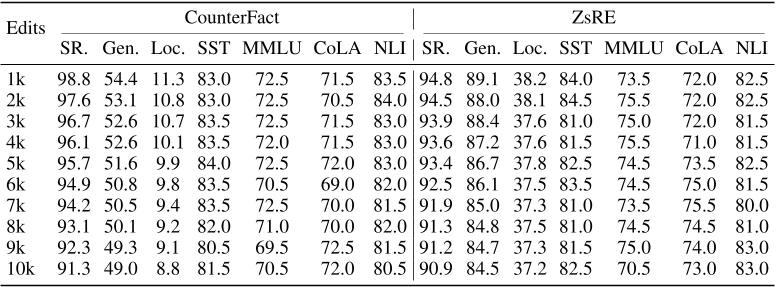 Edits CounterFact ZsRE
SR. Gen. Loc. SST MMLU CoLA NLI SR. Gen. Loc. SST MMLU CoLA NLI
1k 98.8 54.4 11.3 83.0 72.5 71.5 83.5 94.8 89.1 38.2 84.0 73.5 72.0 82.5
2k 97.6 53.1 10.8 83.0 72.5 70.5 84.0 94.5 88.0 38.1 84.5 75.5 72.0 82.5
3k 96.7 52.6 10.7 83.5 72.5 71.5 83.0 93.9 88.4 37.6 81.0 75.0 72.0 81.5
4k 96.1 52.6 10.1 83.5 72.0 71.5 83.0 93.6 87.2 37.6 81.5 75.5 71.0 81.5
5k 95.7 51.6 9.9 84.0 72.5 72.0 83.0 93.4 86.7 37.8 82.5 74.5 73.5 82.5
6k 94.9 50.8 9.8 83.5 70.5 69.0 82.0 92.5 86.1 37.5 83.5 74.5 75.0 81.5
7k 94.2 50.5 9.4 83.5 72.5 70.0 81.5 91.9 85.0 37.3 81.0 73.5 75.5 80.0
8k 93.1 50.1 9.2 82.0 71.0 70.0 82.0 91.3 84.8 37.5 81.0 74.5 74.5 81.0
9k 92.3 49.3 9.1 80.5 69.5 72.5 81.5 91.2 84.7 37.3 81.5 75.0 74.0 83.0
10k 91.3 49.0 8.8 81.5 70.5 72.0 80.5 90.9 84.5 37.2 82.5 70.5 73.0 83.0